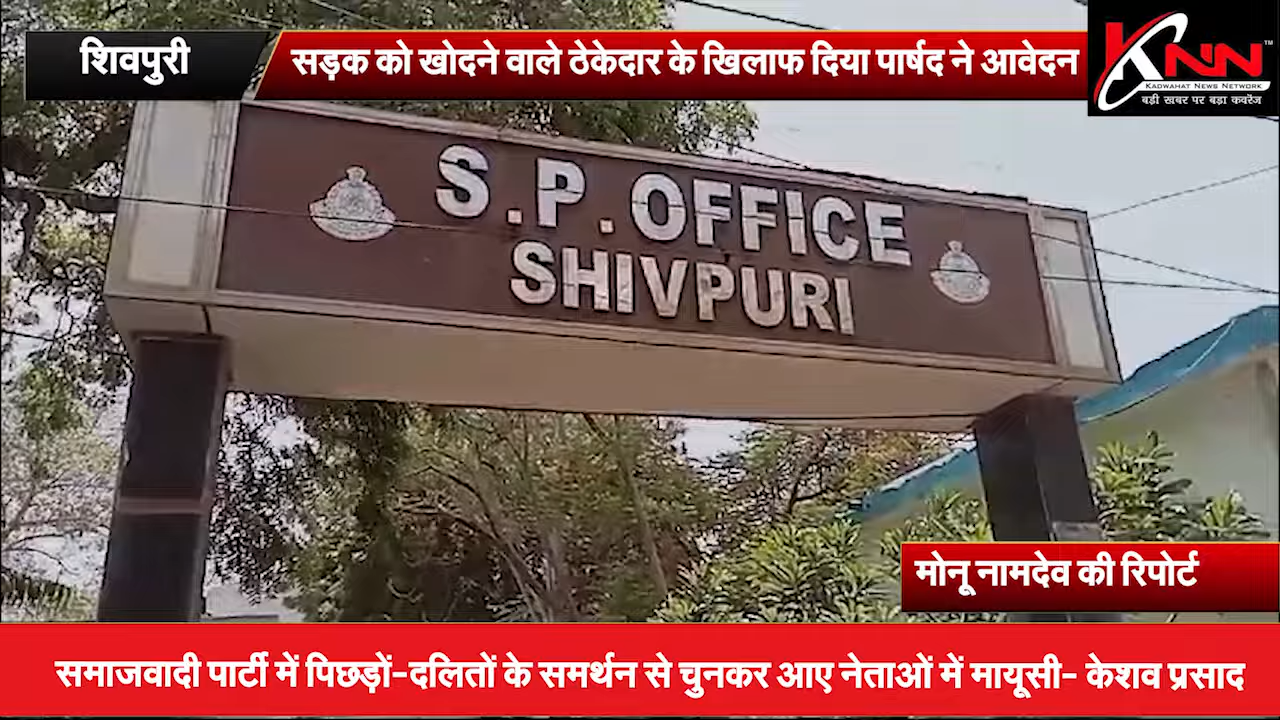 शिवपुरी
सड़क को खोदने वाले ठेकेदार के खिलाफ दिया पार्षद ने आवेदन
KNN™
KADWAHAT NEWS NETWORK
बड़ी खबर पर बड़ा कवरेज
S.P.OFFICE
SHIVPURI
मोनू नामदेव की रिपोर्ट
समाजवादी पार्टी में पिछड़ों-दलितों के समर्थन से चुनकर आए नेताओं में मायूसी- केशव प्रसाद